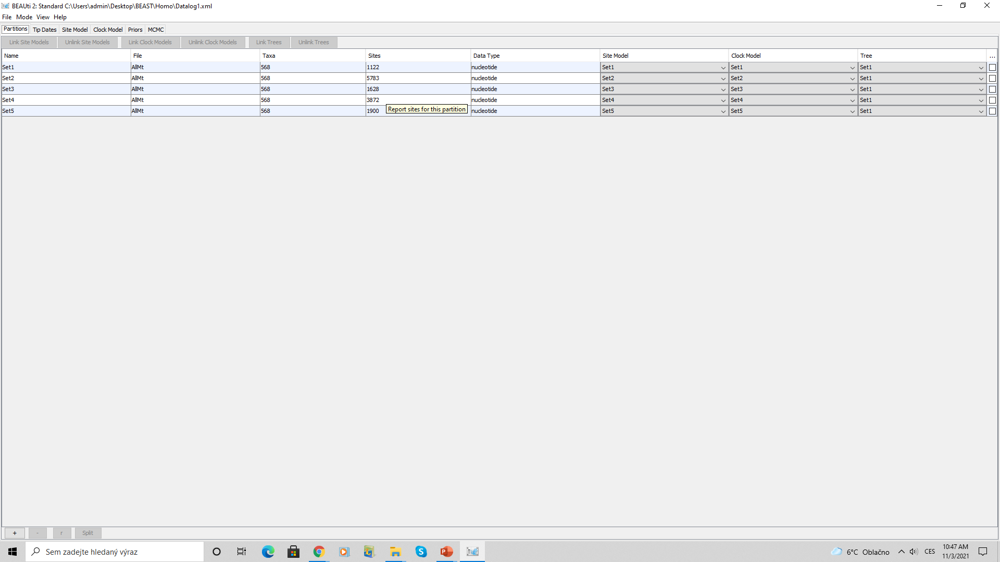 BEAUti 2: Standard C:\Users\admin\Desktop\BEAST\Homo\Datalog1.xml
File Mode View Help
Partitions Tip Dates Site Model Clock Model Priors MCMC
Link Site Models Unlink Site Models Link Clock Models Unlink Clock Models Link Trees Unlink Trees
Name File Taxa Sites Data Type Site Model Clock Model Tree ...
Set1 AllMt 568 1122 nucleotide Set1 Set1 Set1
Set2 AllMt 568 5783 nucleotide Set2 Set2 Set1
Set3 AllMt 568 1628 nucleotide Set3 Set3 Set1
Set4 AllMt 568 3872 nucleotide Set4 Set4 Set1
Set5 AllMt 568 1900 nucleotide Set5 Set5 Set1
Report sites for this partition
+ - r Split
Sem zadejte hledaný výraz
6°C Oblačno CES 10:47 AM
11/3/2021